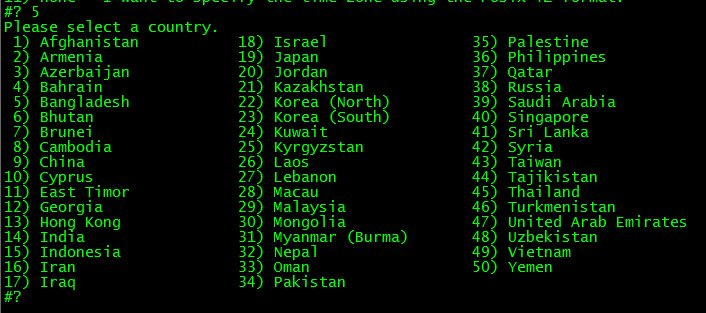 11) none - I want to specify the time zone using the Posix TZ format.
#? 5
Please select a country.
 1) Afghanistan           18) Israel                35) Palestine
 2) Armenia               19) Japan                 36) Philippines
 3) Azerbaijan            20) Jordan                37) Qatar
 4) Bahrain               21) Kazakhstan            38) Russia
 5) Bangladesh            22) Korea (North)         39) Saudi Arabia
 6) Bhutan                23) Korea (South)         40) Singapore
 7) Brunei                24) Kuwait                41) Sri Lanka
 8) Cambodia              25) Kyrgyzstan            42) Syria
 9) China                 26) Laos                  43) Taiwan
10) Cyprus                27) Lebanon               44) Tajikistan
11) East Timor            28) Macau                 45) Thailand
12) Georgia               29) Malaysia              46) Turkmenistan
13) Hong Kong             30) Mongolia              47) United Arab Emirates
14) India                 31) Myanmar (Burma)       48) Uzbekistan
15) Indonesia             32) Nepal                 49) Vietnam
16) Iran                  33) Oman                  50) Yemen
17) Iraq                  34) Pakistan
#?